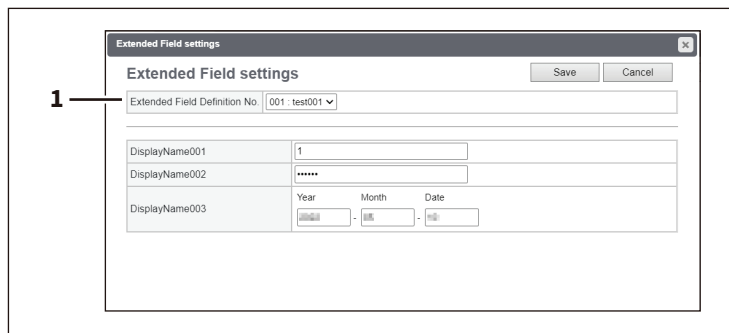 Extended Field settings
Extended Field settings
Save Cancel
1
Extended Field Definition No. 001 : test001
DisplayName001 1
DisplayName002 ••••••
Year Month Date
DisplayName003 - -